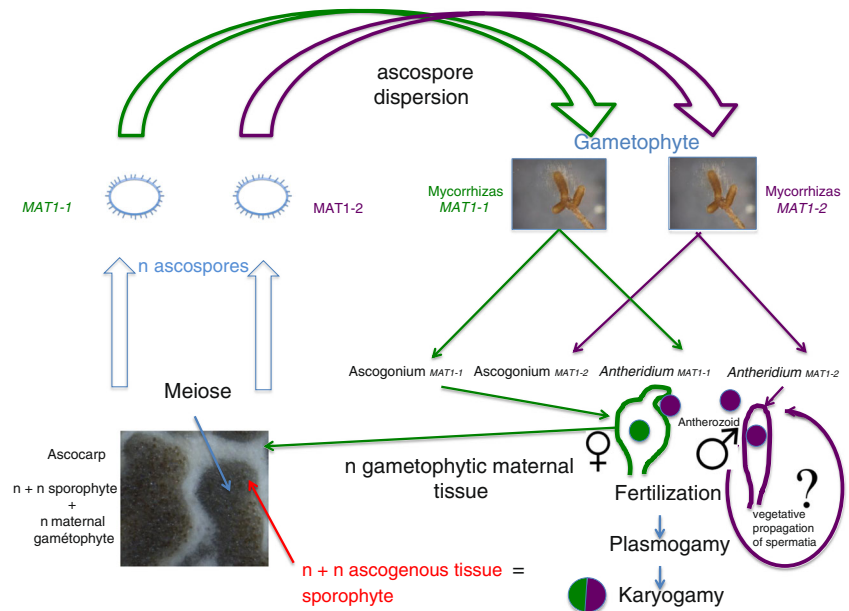 ascospore
dispersion
Gametophyte
MAT1-1
MAT1-2
Mycorrhizas
MAT1-1
Mycorrhizas
MAT1-2
n ascospores
Ascogonium MAT1-1
Ascogonium MAT1-2
Antheridium MAT1-1
Antheridium MAT1-2
Meiose
Antherozoid
♀
♂
Ascocarp
n + n sporophyte
+
n maternal
gamétophyte
n gametophytic maternal
tissue
Fertilization
?
vegetative
propagation
of spermatia
Plasmogamy
n + n ascogenous tissue =
sporophyte
Karyogamy